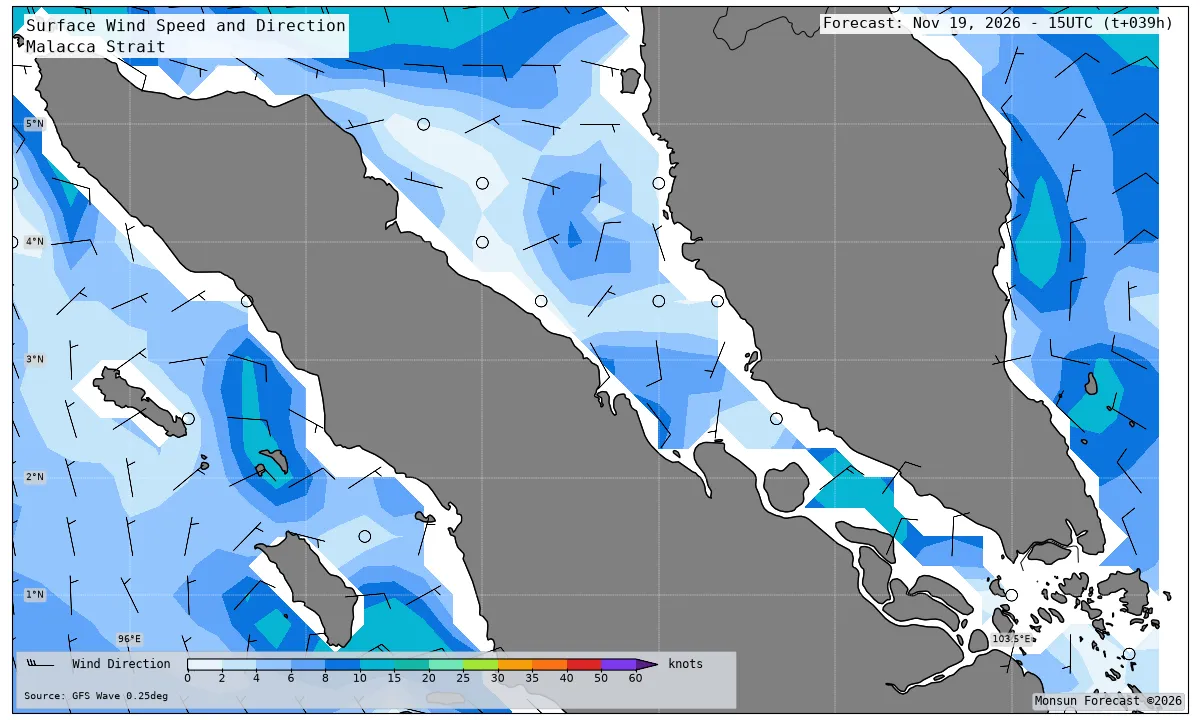 Surface Wind Speed and Direction
Malacca Strait
Forecast: Nov 19, 2026 - 15UTC (t+039h)
5°N
4°N
3°N
2°N
1°N
96°E
103.5°E
Wind Direction
knots
0 2 4 6 8 10 15 20 25 30 35 40 50 60
Source: GFS Wave 0.25deg
Monsun Forecast ©2026